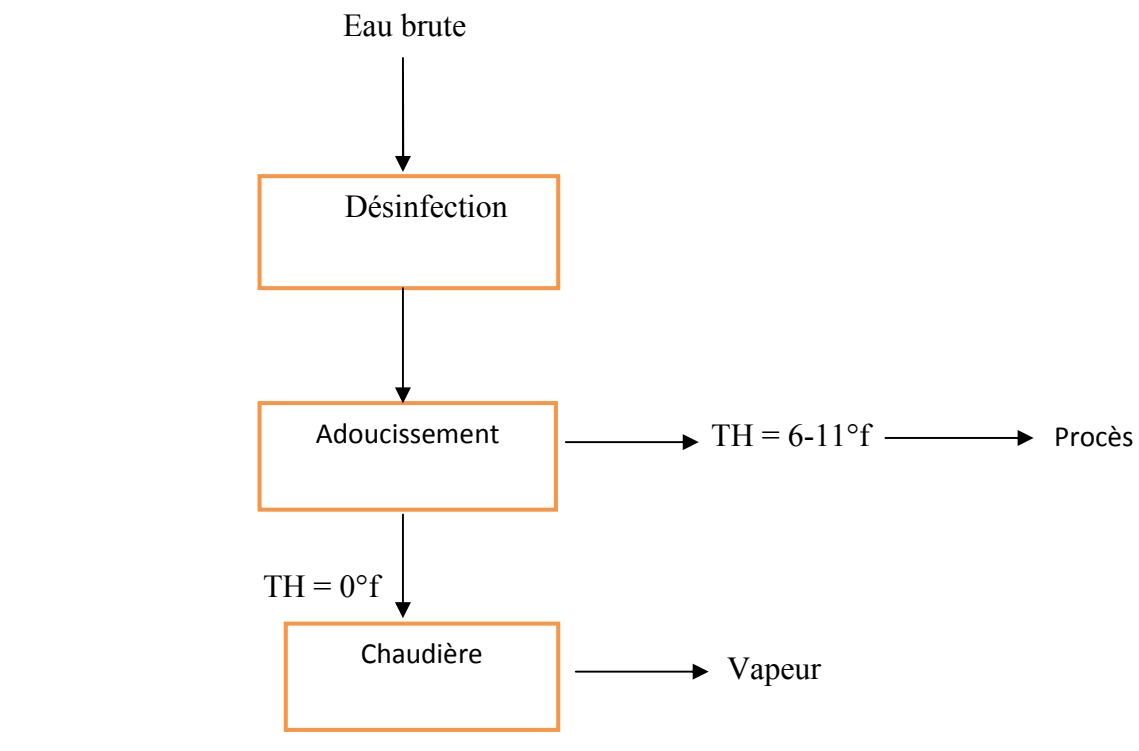 Eau brute
Désinfection
Adoucissement
TH = 6-11°f
Procès
TH = 0°f
Chaudière
Vapeur